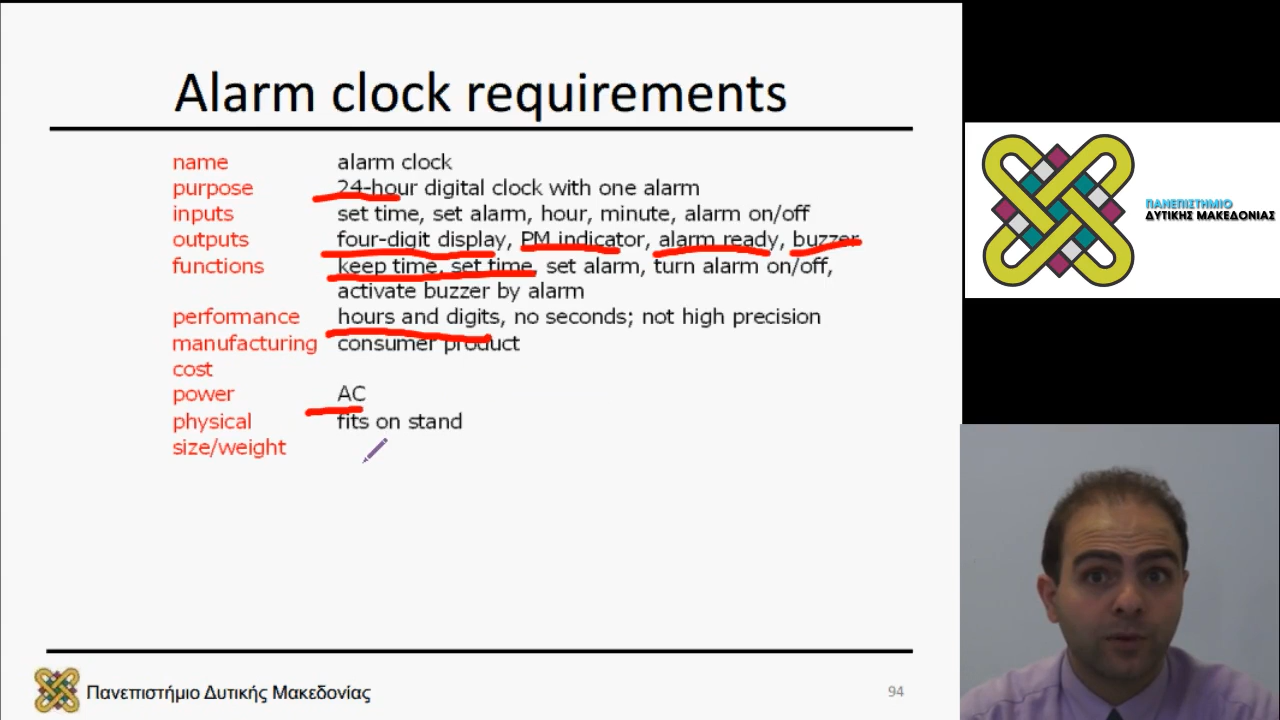 Alarm clock requirements
name alarm clock
purpose 24-hour digital clock with one alarm
inputs set time, set alarm, hour, minute, alarm on/off
outputs four-digit display, PM indicator, alarm ready, buzzer
functions keep time, set time, set alarm, turn alarm on/off,
activate buzzer by alarm
performance hours and digits, no seconds; not high precision
manufacturing consumer product
cost
power AC
physical fits on stand
size/weight
Πανεπιστήμιο Δυτικής Μακεδονίας
94
ΠΑΝΕΠΙΣΤΗΜΙΟ
ΔΥΤΙΚΗΣ ΜΑΚΕΔΟΝΙΑΣ